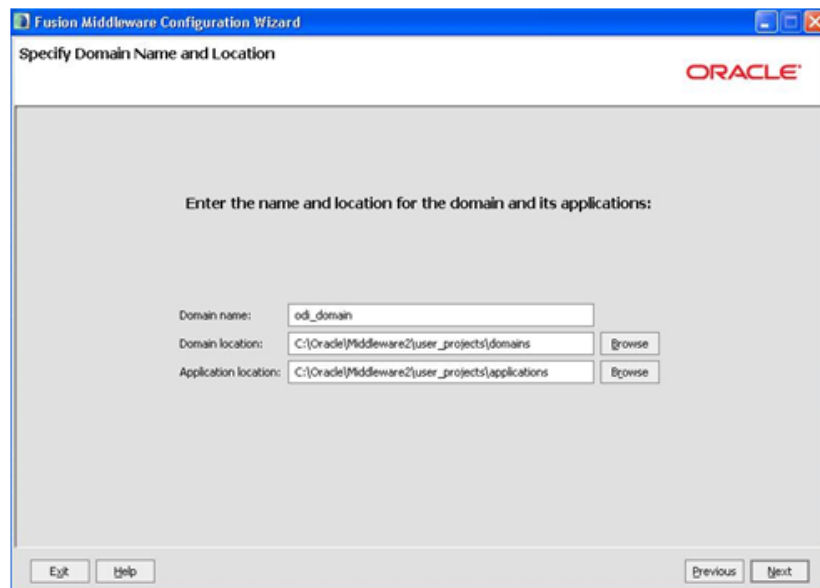 Fusion Middleware Configuration Wizard
Specify Domain Name and Location
ORACLE
Enter the name and location for the domain and its applications:
Domain name: odi_domain
Domain location: C:\Oracle\Middleware2\user_projects\domains Browse
Application location: C:\Oracle\Middleware2\user_projects\applications Browse
Exit Help Previous Next